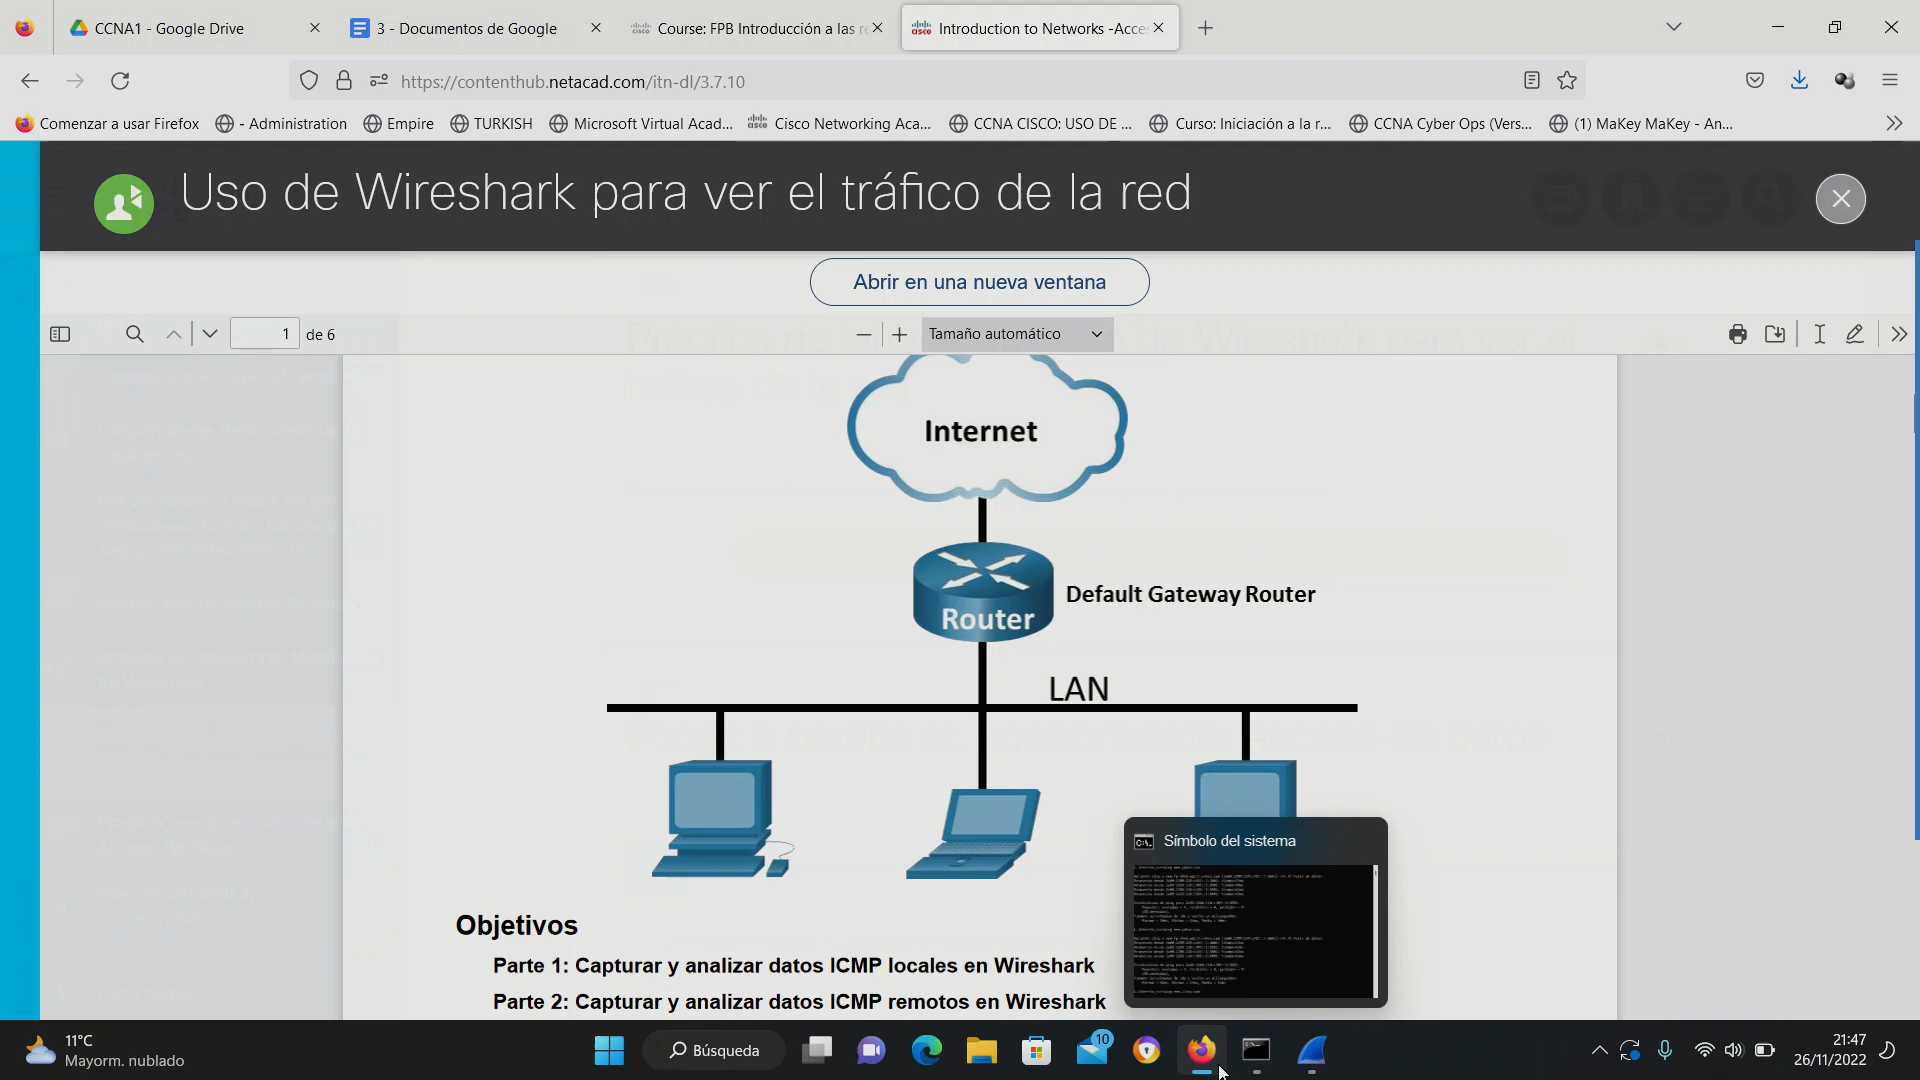 CCNA1 - Google Drive
3 - Documentos de Google
Course: FPB Introducción a las re
Introduction to Networks -Acce
https://contenthub.netacad.com/itn-dl/3.7.10
Comenzar a usar Firefox
- Administration
Empire
TURKISH
Microsoft Virtual Acad...
Cisco Networking Aca...
CCNA CISCO: USO DE ...
Curso: Iniciación a la r...
CCNA Cyber Ops (Vers...
(1) MaKey MaKey - An...
Uso de Wireshark para ver el tráfico de la red
Abrir en una nueva ventana
1 de 6
Tamaño automático
Internet
Router
Default Gateway Router
LAN
Símbolo del sistema
Objetivos
Parte 1: Capturar y analizar datos ICMP locales en Wireshark
Parte 2: Capturar y analizar datos ICMP remotos en Wireshark
11°C
Mayorm. nublado
Búsqueda
10
21:47
26/11/2022